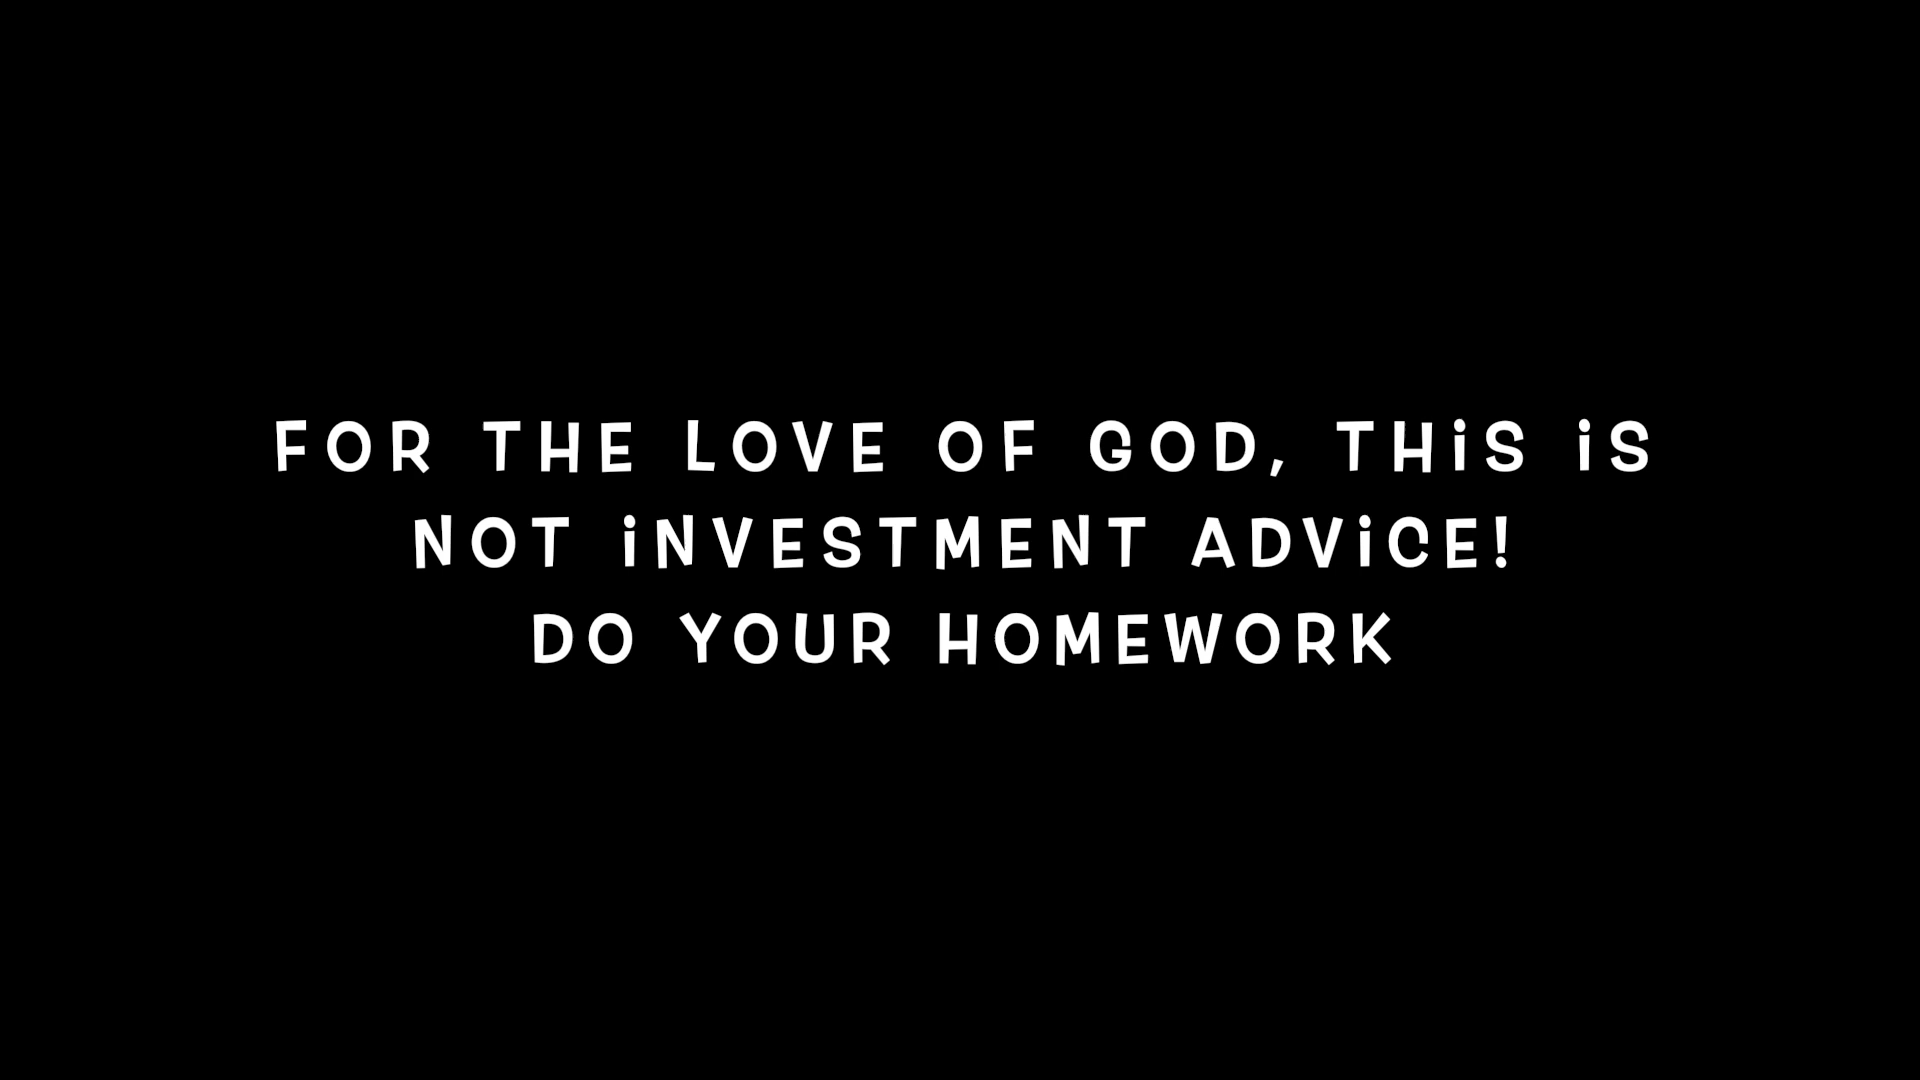 FOR THE LOVE OF GOD, THiS iS
NOT iNVESTMENT ADViCE!
DO YOUR HOMEWORK